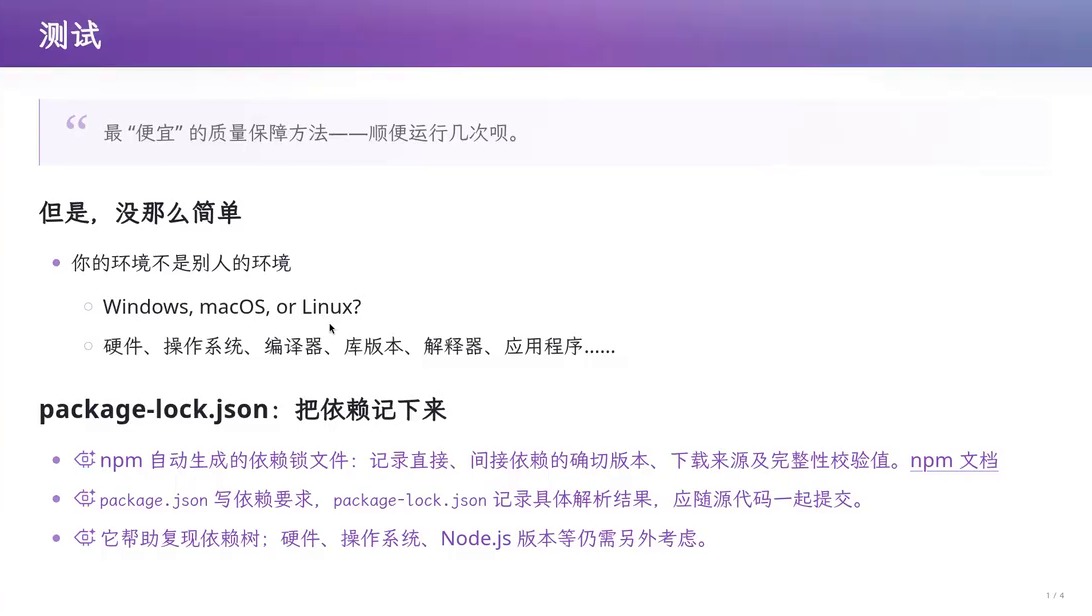 测试
“ 最 “便宜” 的质量保障方法——顺便运行几次呗。
但是，没那么简单
你的环境不是别人的环境
Windows, macOS, or Linux?
硬件、操作系统、编译器、库版本、解释器、应用程序……
package-lock.json：把依赖记下来
npm 自动生成的依赖锁文件：记录直接、间接依赖的确切版本、下载来源及完整性校验值。npm 文档
package.json 写依赖要求，package-lock.json 记录具体解析结果，应随源代码一起提交。
它帮助复现依赖树；硬件、操作系统、Node.js 版本等仍需另外考虑。
1 / 4